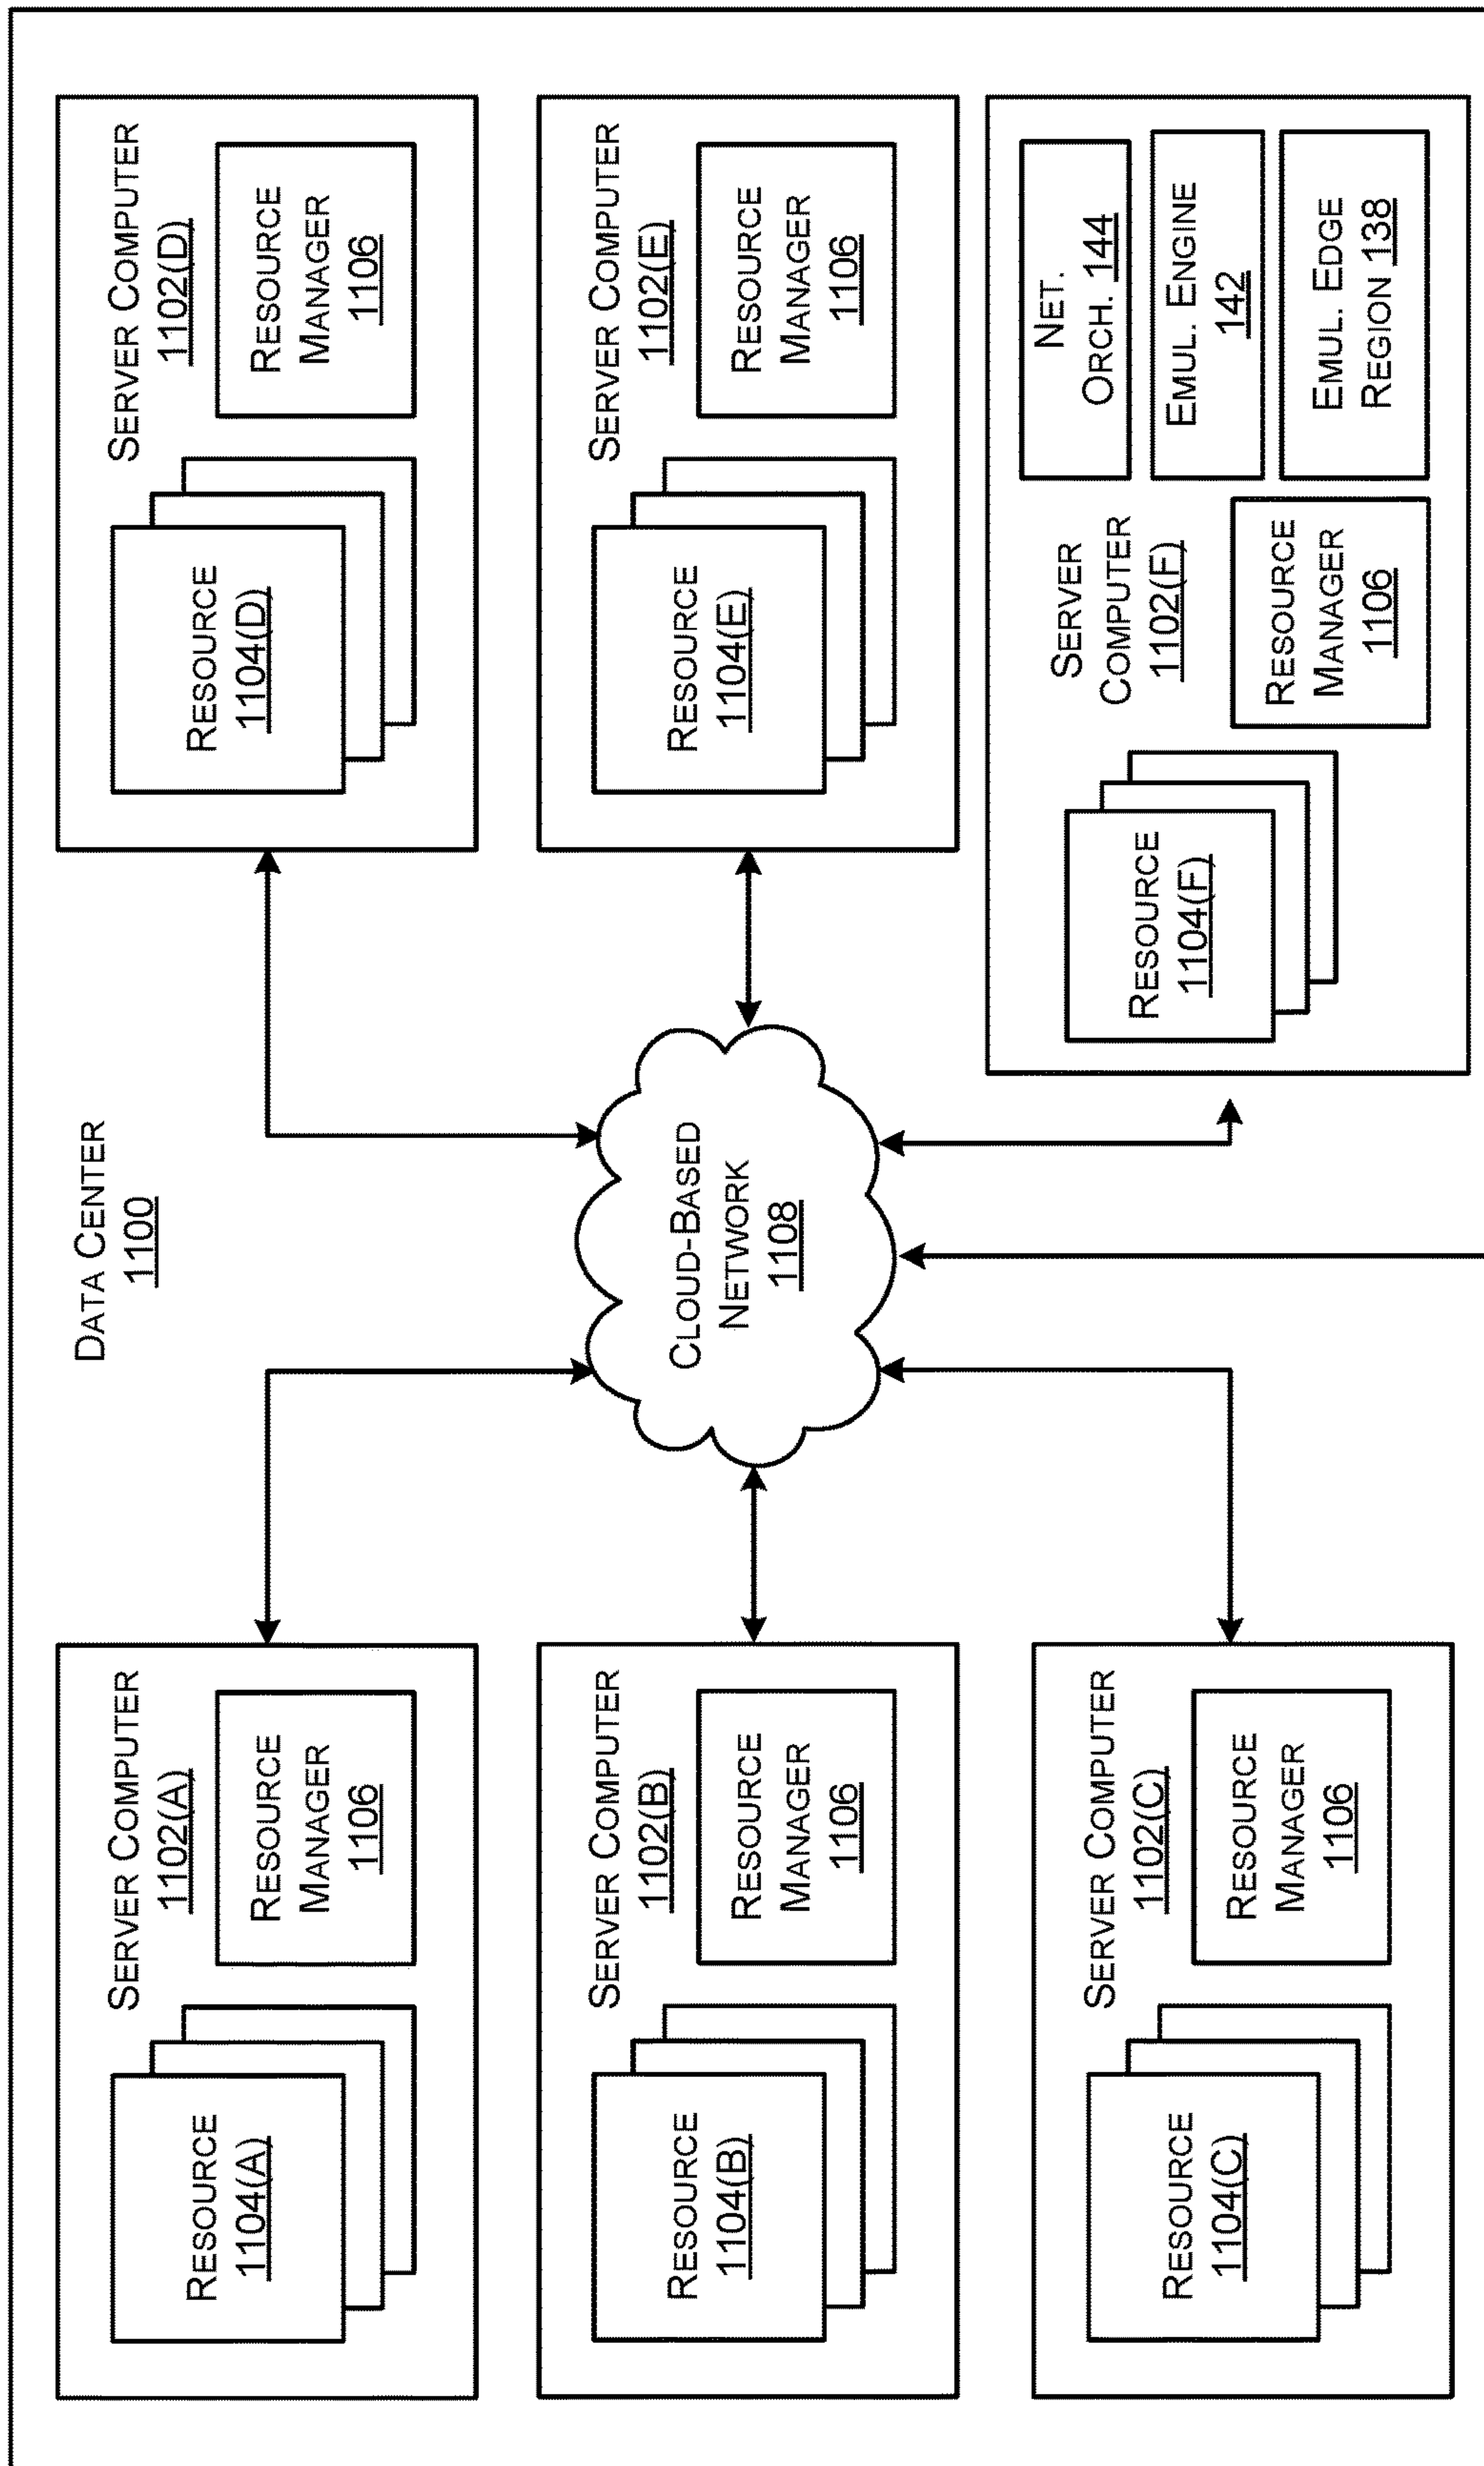 DATA CENTER
1100
SERVER COMPUTER
1102(A)
RESOURCE
1104(A)
RESOURCE
MANAGER
1106
SERVER COMPUTER
1102(D)
RESOURCE
1104(D)
RESOURCE
MANAGER
1106
SERVER COMPUTER
1102(B)
RESOURCE
1104(B)
RESOURCE
MANAGER
1106
CLOUD-BASED
NETWORK
1108
SERVER COMPUTER
1102(E)
RESOURCE
1104(E)
RESOURCE
MANAGER
1106
SERVER COMPUTER
1102(C)
RESOURCE
1104(C)
RESOURCE
MANAGER
1106
RESOURCE
1104(F)
SERVER
COMPUTER
1102(F)
RESOURCE
MANAGER
1106
NET.
ORCH. 144
EMUL. ENGINE
142
EMUL. EDGE
REGION 138